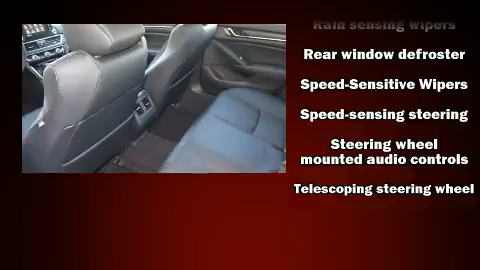 Rain sensing wipers
Rear window defroster
Speed-Sensitive Wipers
Speed-sensing steering
Steering wheel
mounted audio controls
Telescoping steering wheel